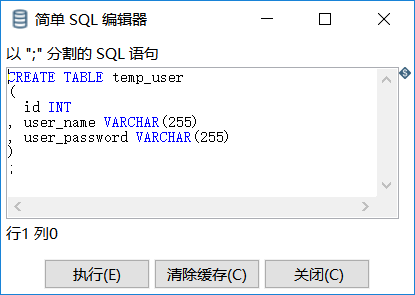 简单 SQL 编辑器
以 ";" 分割的 SQL 语句
CREATE TABLE temp_user
(
  id INT
, user_name VARCHAR(255)
, user_password VARCHAR(255)
)
;
行1 列0
执行(E) 清除缓存(C) 关闭(C)